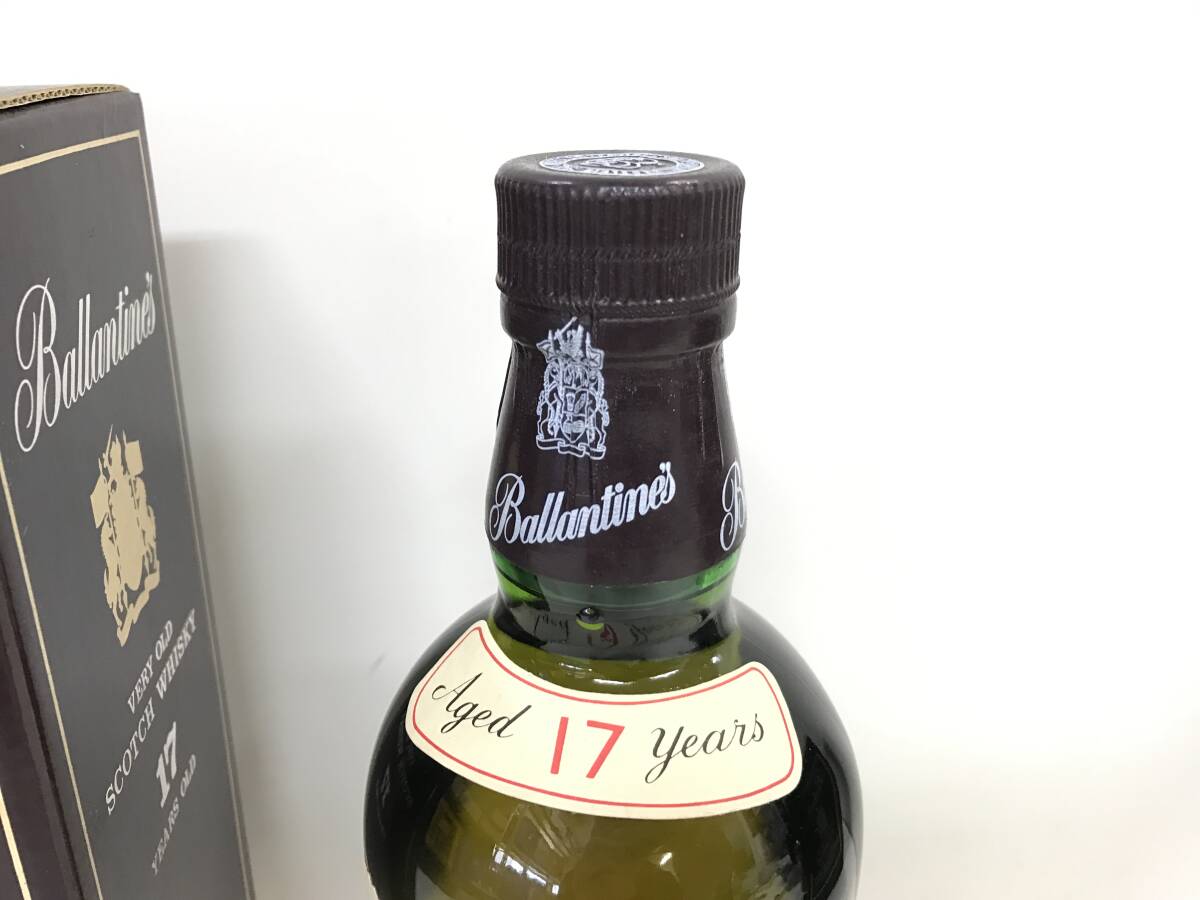 Ballantine's
VERY OLD
SCOTCH WHISKY
17
YEARS OLD
Ballantine's
B
Aged 17 Years